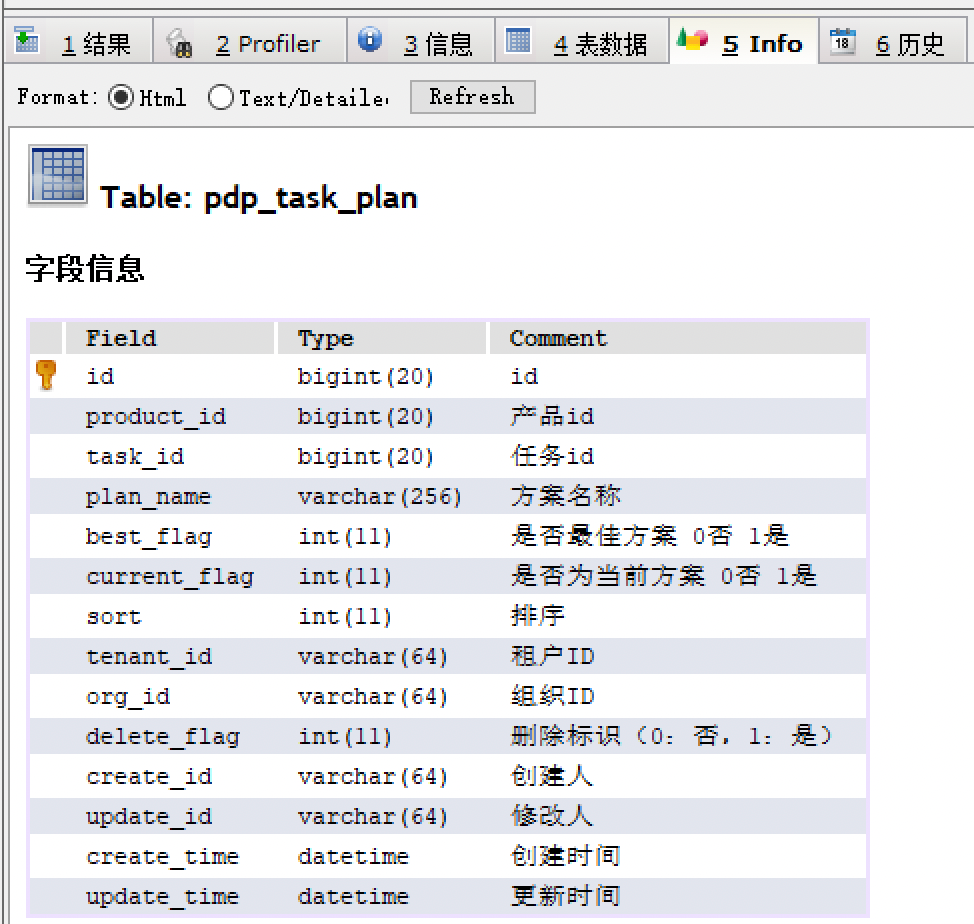 1 结果 2 Profiler 3 信息 4 表数据 5 Info 6 历史
Format: Html Text/Detaile Refresh
Table: pdp_task_plan
字段信息
Field Type Comment
id bigint(20) id
product_id bigint(20) 产品id
task_id bigint(20) 任务id
plan_name varchar(256) 方案名称
best_flag int(11) 是否最佳方案 0否 1是
current_flag int(11) 是否为当前方案 0否 1是
sort int(11) 排序
tenant_id varchar(64) 租户ID
org_id varchar(64) 组织ID
delete_flag int(11) 删除标识（0：否，1：是）
create_id varchar(64) 创建人
update_id varchar(64) 修改人
create_time datetime 创建时间
update_time datetime 更新时间